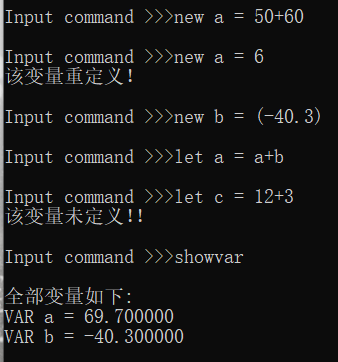 Input command >>>new a = 50+60
Input command >>>new a = 6
该变量重定义!
Input command >>>new b = (-40.3)
Input command >>>let a = a+b
Input command >>>let c = 12+3
该变量未定义!!
Input command >>>showvar
全部变量如下:
VAR a = 69.700000
VAR b = -40.300000